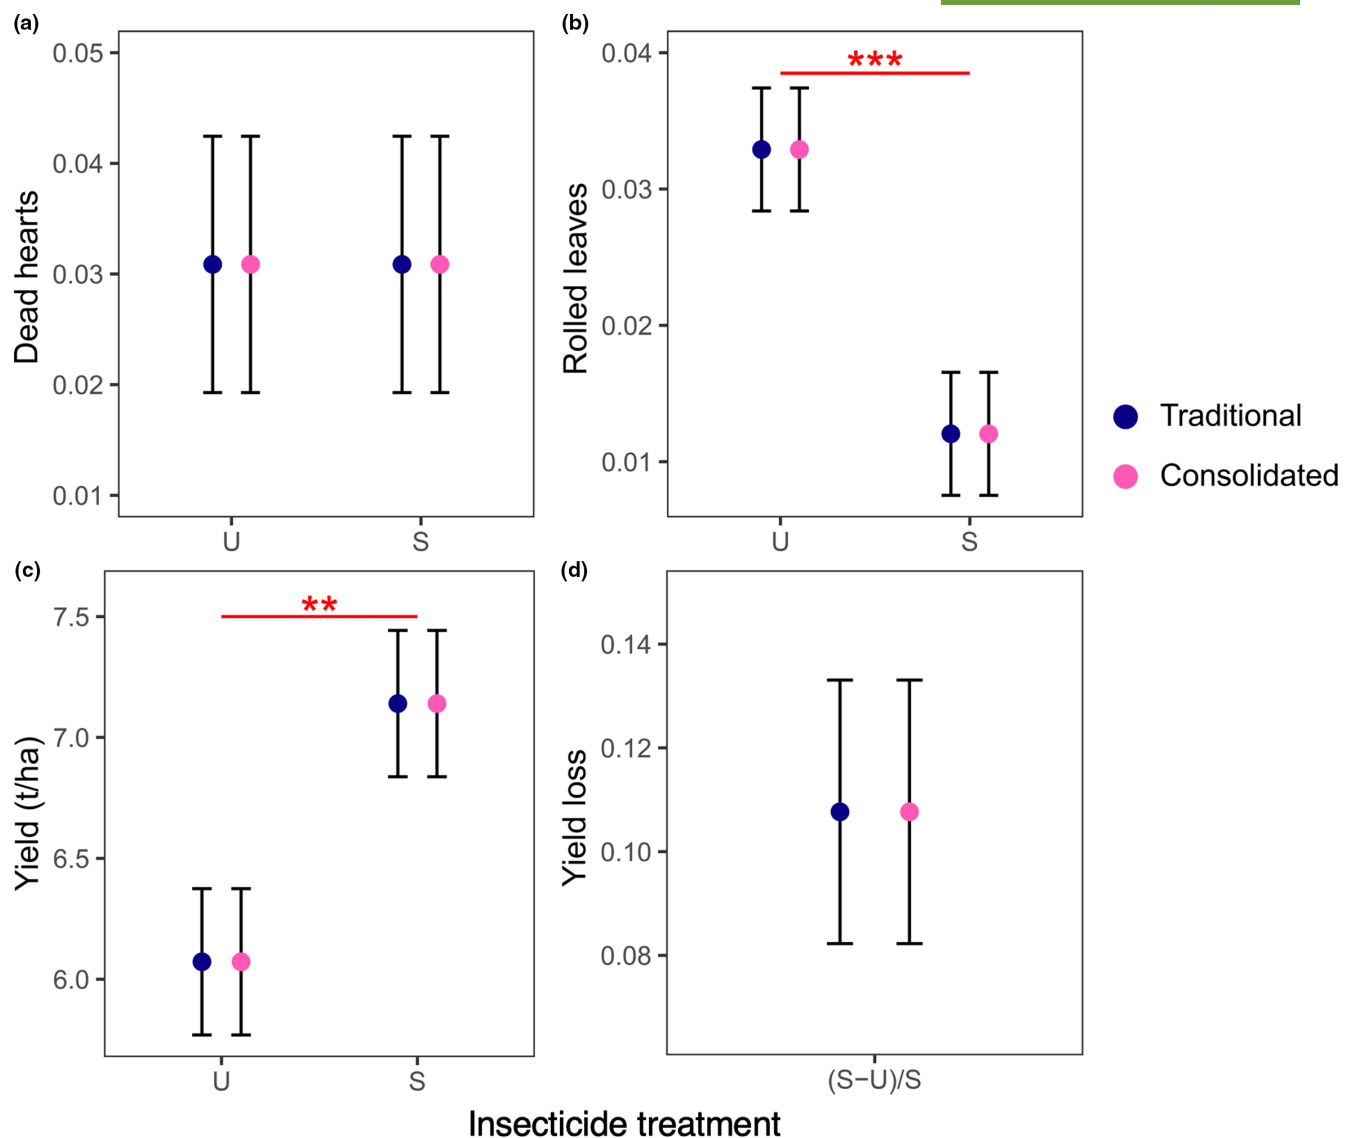 (a)
0.05
0.04
0.03
0.02
0.01
Dead hearts
U S
(b)
0.04
0.03
0.02
0.01
Rolled leaves
***
U S
Traditional
Consolidated
(c)
7.5
7.0
6.5
6.0
Yield (t/ha)
**
U S
(d)
0.14
0.12
0.10
0.08
Yield loss
(S−U)/S
Insecticide treatment